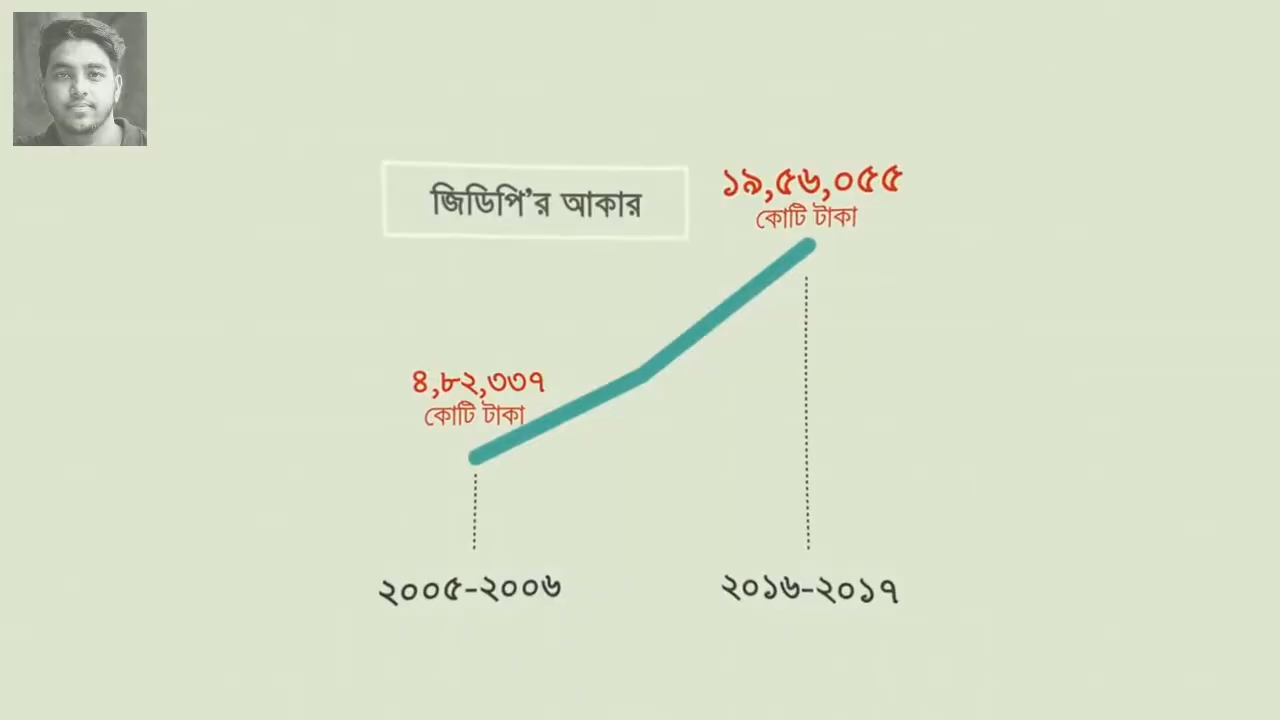 জিডিপি’র আকার
১৯,৫৬,০৫৫
কোটি টাকা
৪,৮২,৩৩৭
কোটি টাকা
২০০৫-২০০৬
২০১৬-২০১৭